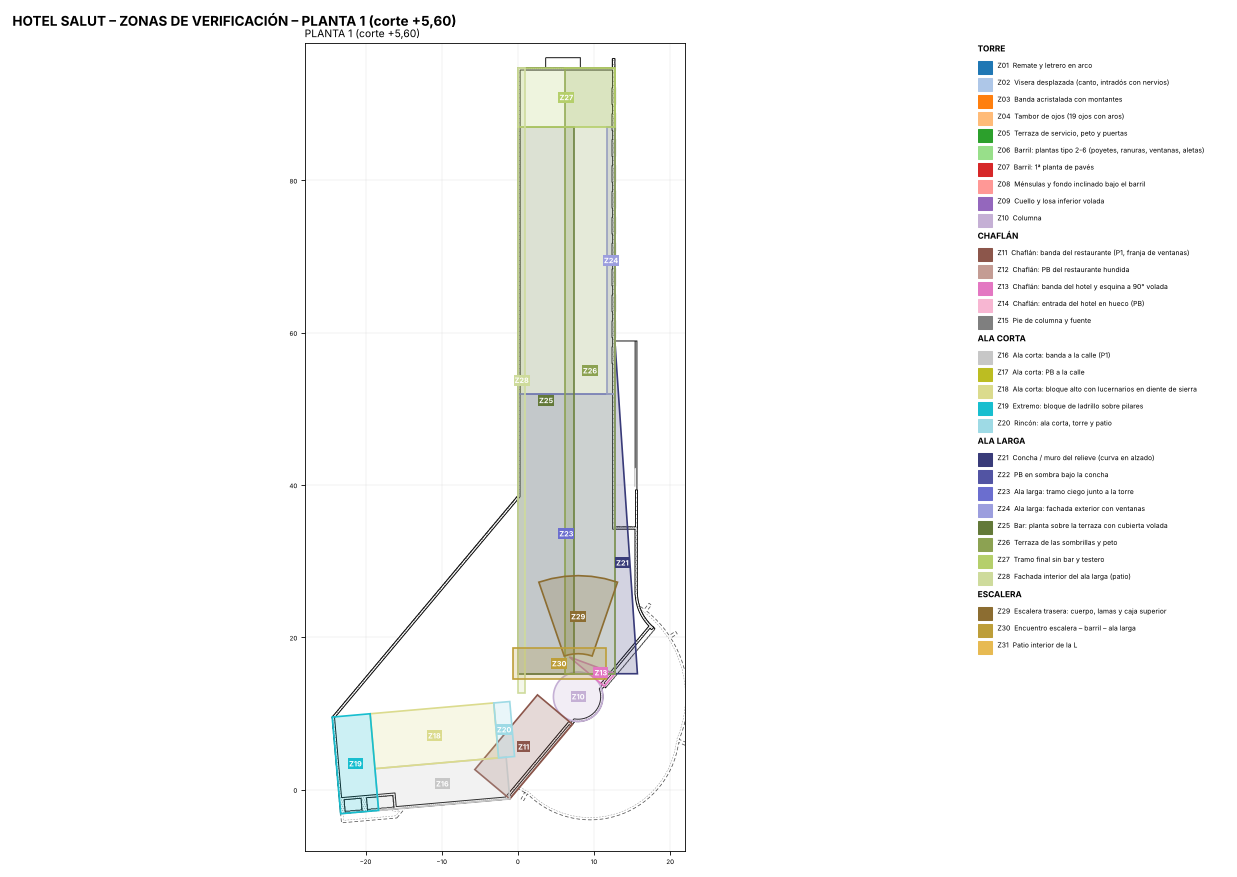 HOTEL SALUT – ZONAS DE VERIFICACIÓN – PLANTA 1 (corte +5,60)
PLANTA 1 (corte +5,60)
Z27
80
Z24
60
Z26
Z28
Z25
40
Z23
Z21
Z29
20
Z30
Z13
Z10
Z20
Z18
Z11
Z19
Z16
0
−20
−10
0
10
20
TORRE
Z01 Remate y letrero en arco
Z02 Visera desplazada (canto, intradós con nervios)
Z03 Banda acristalada con montantes
Z04 Tambor de ojos (19 ojos con aros)
Z05 Terraza de servicio, peto y puertas
Z06 Barril: plantas tipo 2-6 (poyetes, ranuras, ventanas, aletas)
Z07 Barril: 1ª planta de pavés
Z08 Ménsulas y fondo inclinado bajo el barril
Z09 Cuello y losa inferior volada
Z10 Columna
CHAFLÁN
Z11 Chaflán: banda del restaurante (P1, franja de ventanas)
Z12 Chaflán: PB del restaurante hundida
Z13 Chaflán: banda del hotel y esquina a 90° volada
Z14 Chaflán: entrada del hotel en hueco (PB)
Z15 Pie de columna y fuente
ALA CORTA
Z16 Ala corta: banda a la calle (P1)
Z17 Ala corta: PB a la calle
Z18 Ala corta: bloque alto con lucernarios en diente de sierra
Z19 Extremo: bloque de ladrillo sobre pilares
Z20 Rincón: ala corta, torre y patio
ALA LARGA
Z21 Concha / muro del relieve (curva en alzado)
Z22 PB en sombra bajo la concha
Z23 Ala larga: tramo ciego junto a la torre
Z24 Ala larga: fachada exterior con ventanas
Z25 Bar: planta sobre la terraza con cubierta volada
Z26 Terraza de las sombrillas y peto
Z27 Tramo final sin bar y testero
Z28 Fachada interior del ala larga (patio)
ESCALERA
Z29 Escalera trasera: cuerpo, lamas y caja superior
Z30 Encuentro escalera – barril – ala larga
Z31 Patio interior de la L